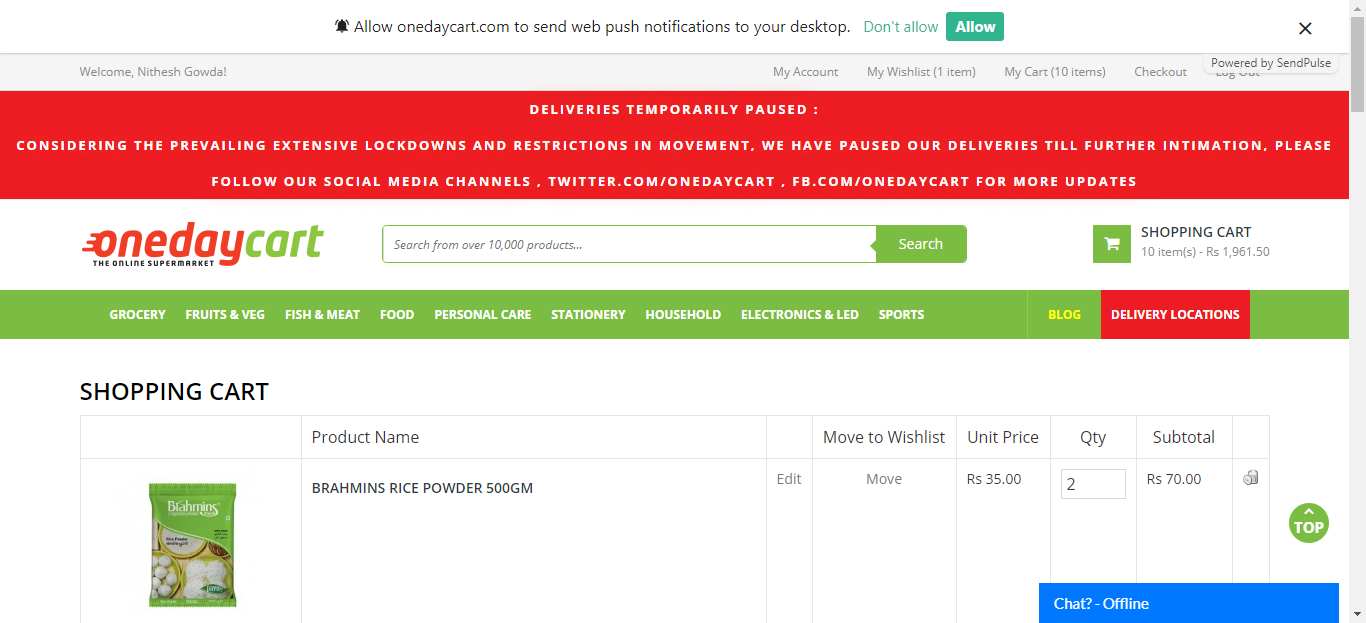 Allow onedaycart.com to send web push notifications to your desktop. Don't allow Allow
Powered by SendPulse
Welcome, Nithesh Gowda! My Account My Wishlist (1 item) My Cart (10 items) Checkout Log Out
DELIVERIES TEMPORARILY PAUSED :
CONSIDERING THE PREVAILING EXTENSIVE LOCKDOWNS AND RESTRICTIONS IN MOVEMENT, WE HAVE PAUSED OUR DELIVERIES TILL FURTHER INTIMATION, PLEASE
FOLLOW OUR SOCIAL MEDIA CHANNELS , TWITTER.COM/ONEDAYCART , FB.COM/ONEDAYCART FOR MORE UPDATES
onedaycart
THE ONLINE SUPERMARKET
Search from over 10,000 products... Search
SHOPPING CART
10 item(s) - Rs 1,961.50
GROCERY FRUITS & VEG FISH & MEAT FOOD PERSONAL CARE STATIONERY HOUSEHOLD ELECTRONICS & LED SPORTS BLOG DELIVERY LOCATIONS
SHOPPING CART
Product Name Move to Wishlist Unit Price Qty Subtotal
BRAHMINS RICE POWDER 500GM Edit Move Rs 35.00 2 Rs 70.00
Brahmins
Rice Powder
TOP
Chat? - Offline